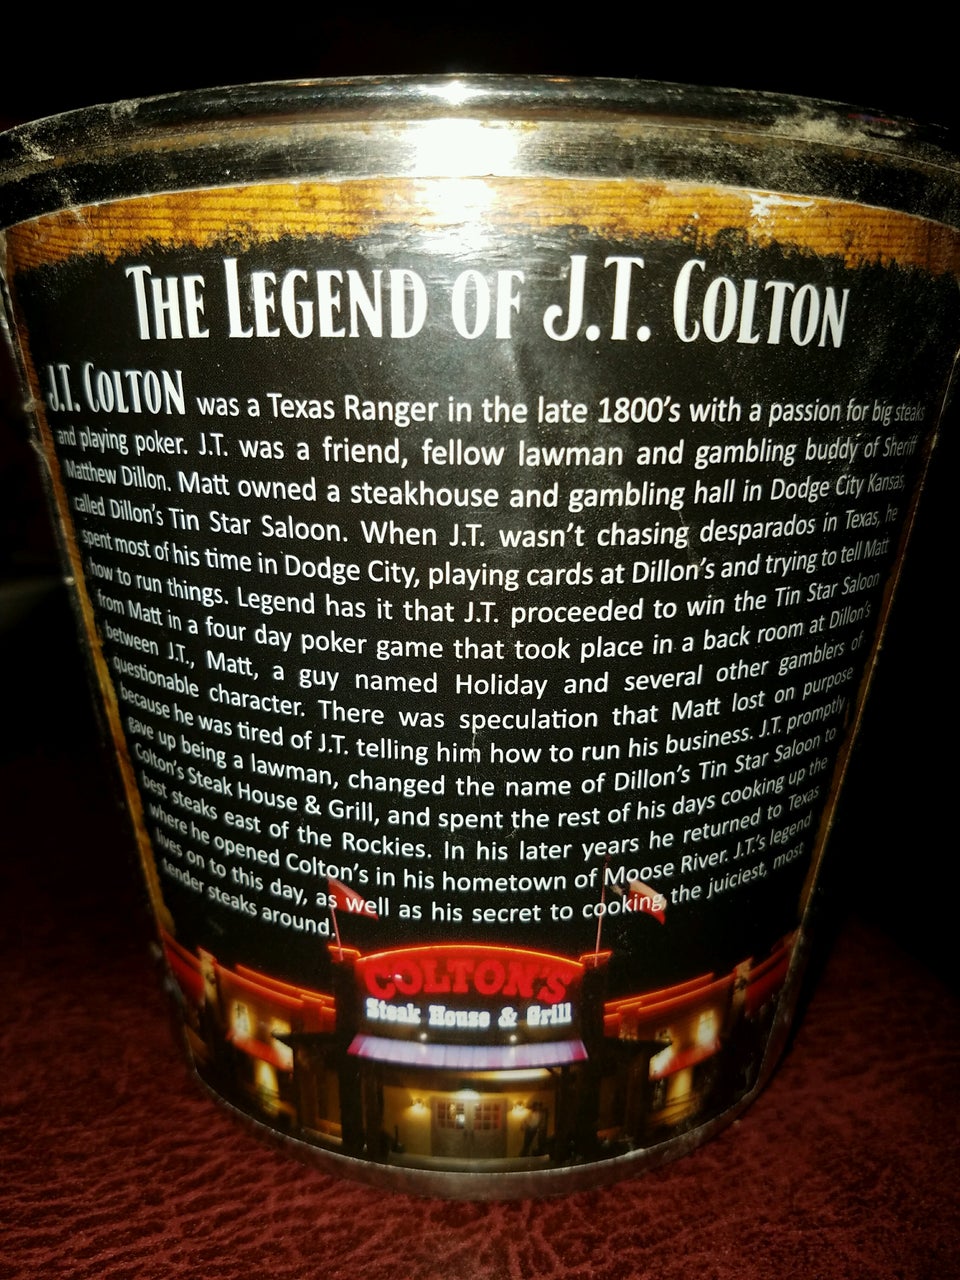 THE LEGEND OF J.T. COLTON
J.T. COLTON was a Texas Ranger in the late 1800's with a passion for big steaks
and playing poker. J.T. was a friend, fellow lawman and gambling buddy of Sheriff
Matthew Dillon. Matt owned a steakhouse and gambling hall in Dodge City Kansas,
called Dillon's Tin Star Saloon. When J.T. wasn't chasing desparados in Texas, he
spent most of his time in Dodge City, playing cards at Dillon's and trying to tell Matt
how to run things. Legend has it that J.T. proceeded to win the Tin Star Saloon
from Matt in a four day poker game that took place in a back room at Dillon's
between J.T., Matt, a guy named Holiday and several other gamblers of
questionable character. There was speculation that Matt lost on purpose
because he was tired of J.T. telling him how to run his business. J.T. promptly
gave up being a lawman, changed the name of Dillon's Tin Star Saloon to
Colton's Steak House & Grill, and spent the rest of his days cooking up the
best steaks east of the Rockies. In his later years he returned to Texas
where he opened Colton's in his hometown of Moose River. J.T.'s legend
lives on to this day, as well as his secret to cooking the juiciest, most
tender steaks around.
COLTON'S
Steak House & Grill